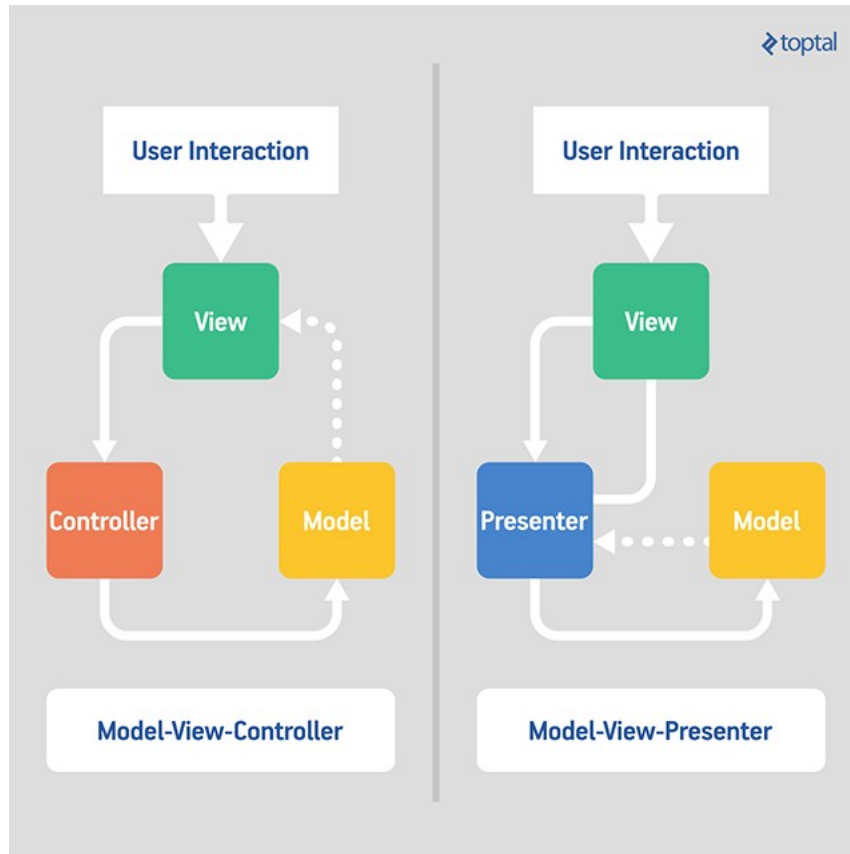 toptal
User Interaction
View
Controller
Model
Model-View-Controller
User Interaction
View
Presenter
Model
Model-View-Presenter